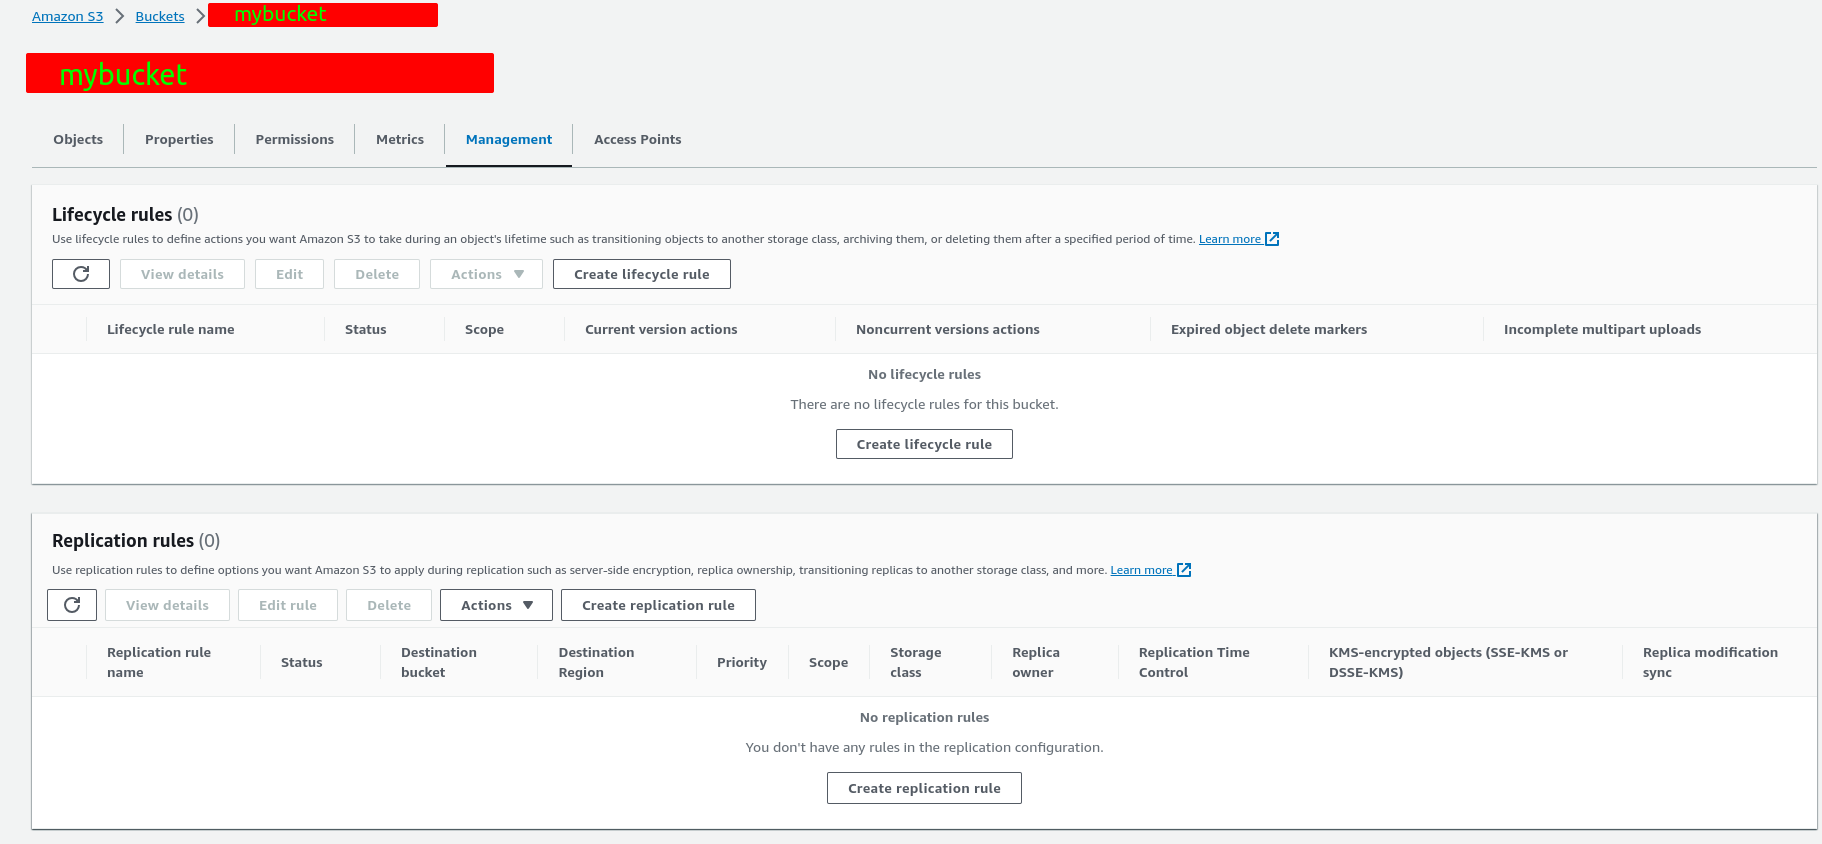 Amazon S3 > Buckets > mybucket
mybucket
Objects Properties Permissions Metrics Management Access Points
Lifecycle rules (0)
Use lifecycle rules to define actions you want Amazon S3 to take during an object's lifetime such as transitioning objects to another storage class, archiving them, or deleting them after a specified period of time. Learn more
View details Edit Delete Actions Create lifecycle rule
Lifecycle rule name Status Scope Current version actions Noncurrent versions actions Expired object delete markers Incomplete multipart uploads
No lifecycle rules
There are no lifecycle rules for this bucket.
Create lifecycle rule
Replication rules (0)
Use replication rules to define options you want Amazon S3 to apply during replication such as server-side encryption, replica ownership, transitioning replicas to another storage class, and more. Learn more
View details Edit rule Delete Actions Create replication rule
Replication rule name Status Destination bucket Destination Region Priority Scope Storage class Replica owner Replication Time Control KMS-encrypted objects (SSE-KMS or DSSE-KMS) Replica modification sync
No replication rules
You don't have any rules in the replication configuration.
Create replication rule